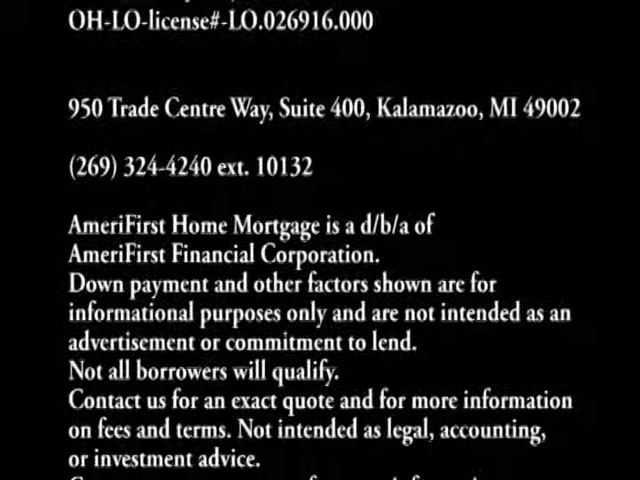 OH-LO-license#-LO.026916.000
950 Trade Centre Way, Suite 400, Kalamazoo, MI 49002
(269) 324-4240 ext. 10132
AmeriFirst Home Mortgage is a d/b/a of
AmeriFirst Financial Corporation.
Down payment and other factors shown are for
informational purposes only and are not intended as an
advertisement or commitment to lend.
Not all borrowers will qualify.
Contact us for an exact quote and for more information
on fees and terms. Not intended as legal, accounting,
or investment advice.